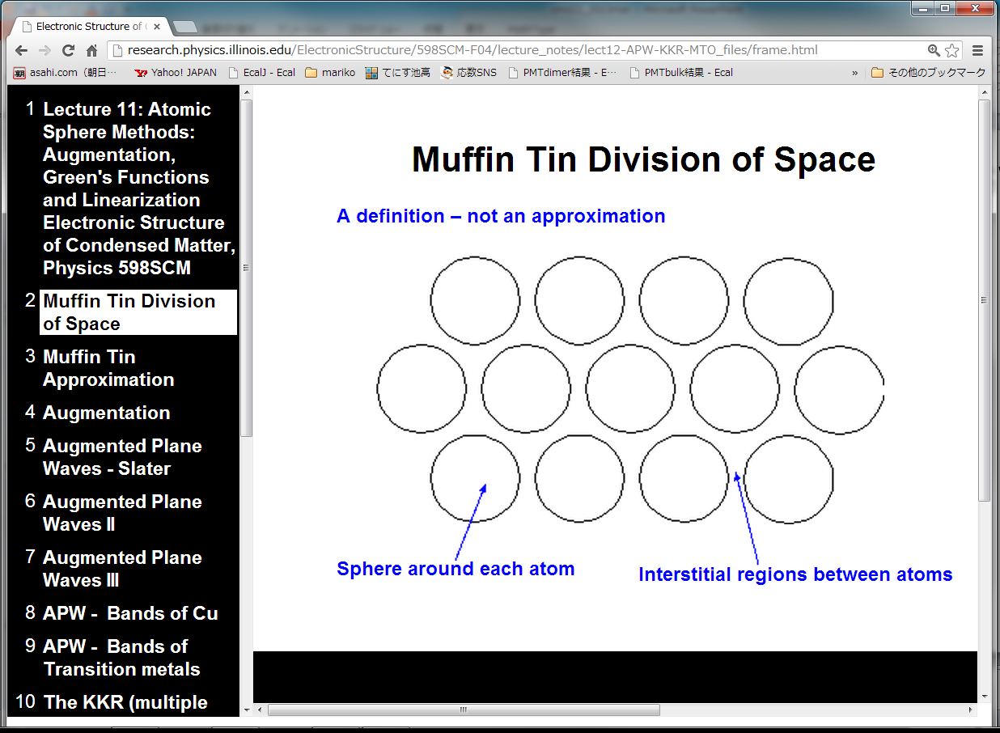 Electronic Structure of
research.physics.illinois.edu/ElectronicStructure/598SCM-F04/lecture_notes/lect12-APW-KKR-MTO_files/frame.html
asahi.com（朝日… Yahoo! JAPAN EcalJ - Ecal mariko てにす池高 応数SNS PMTdimer結果 - E… PMTbulk結果 - Ecal » その他のブックマーク
1 Lecture 11: Atomic
Sphere Methods:
Augmentation,
Green's Functions
and Linearization
Electronic Structure
of Condensed Matter,
Physics 598SCM
2 Muffin Tin Division
of Space
3 Muffin Tin
Approximation
4 Augmentation
5 Augmented Plane
Waves - Slater
6 Augmented Plane
Waves II
7 Augmented Plane
Waves III
8 APW - Bands of Cu
9 APW - Bands of
Transition metals
10 The KKR (multiple
Muffin Tin Division of Space
A definition – not an approximation
Sphere around each atom
Interstitial regions between atoms